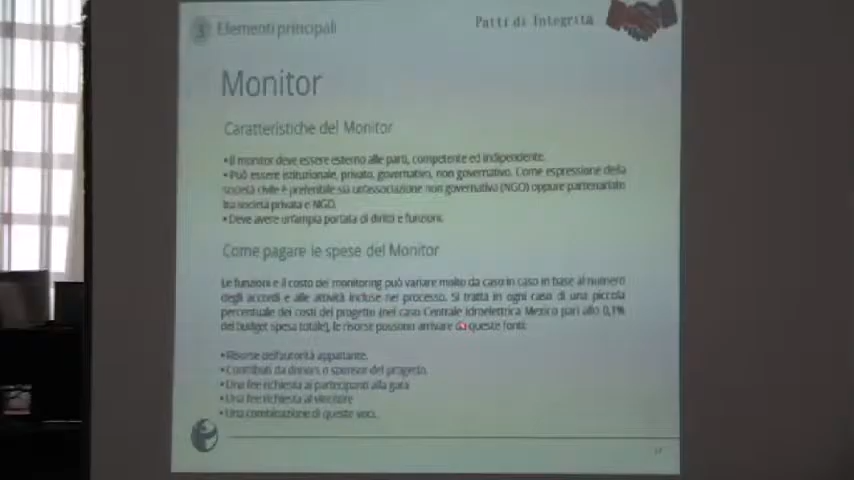 3 Elementi principali
Patti di Integrità
Monitor
Caratteristiche del Monitor
• Il monitor deve essere esterno alle parti, competente ed indipendente.
• Può essere istituzionale, privato, governativo, non governativo. Come espressione della
società civile è preferibile sia un'associazione non governativa (NGO) oppure partenariato
tra società privata e NGO.
• Deve avere un'ampia portata di diritti e funzioni.
Come pagare le spese del Monitor
Le funzioni e il costo del monitoring può variare molto da caso in caso in base al numero
degli accordi e alle attività incluse nel processo. Si tratta in ogni caso di una piccola
percentuale dei costi del progetto (nel caso Centrale Idroelettrica Mexico pari allo 0,1%
del budget spesa totale), le risorse possono arrivare da queste fonti:
• Risorse dell'autorità appaltante.
• Contributi da donors o sponsor del progetto.
• Una fee richiesta ai partecipanti alla gara
• Una fee richiesta al vincitore
• Una combinazione di queste voci.